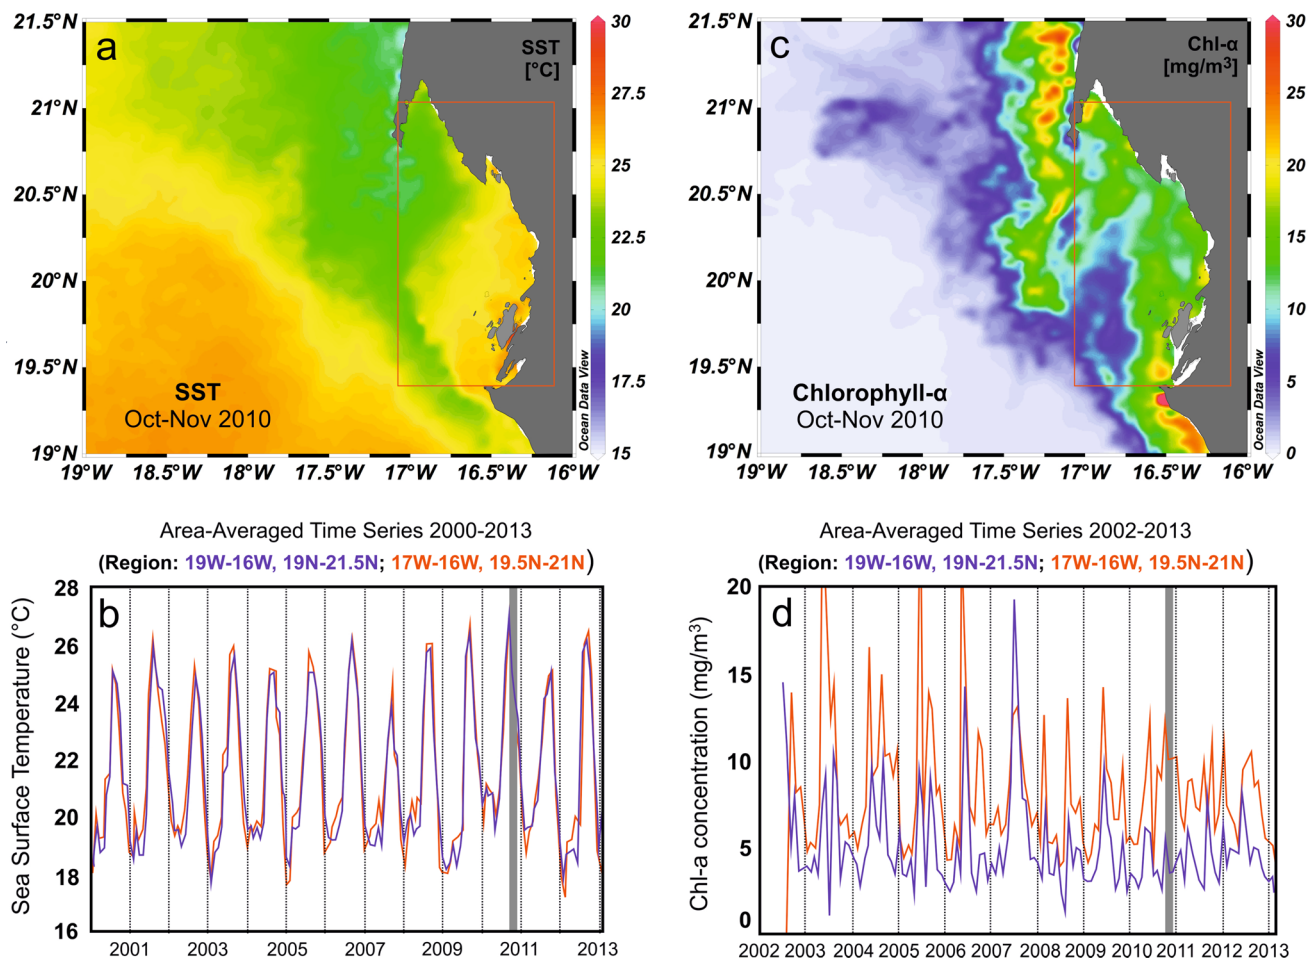 a
SST
[°C]
SST
Oct-Nov 2010
21.5°N
21°N
20.5°N
20°N
19.5°N
19°N
19°W
18.5°W
18°W
17.5°W
17°W
16.5°W
16°W
30
27.5
25
22.5
20
17.5
15
Ocean Data View
c
Chl-α
[mg/m³]
Chlorophyll-α
Oct-Nov 2010
21.5°N
21°N
20.5°N
20°N
19.5°N
19°N
19°W
18.5°W
18°W
17.5°W
17°W
16.5°W
16°W
30
25
20
15
10
5
0
Ocean Data View
Area-Averaged Time Series 2000-2013
(Region: 19W-16W, 19N-21.5N; 17W-16W, 19.5N-21N)
b
Sea Surface Temperature (°C)
28
26
24
22
20
18
16
2001
2003
2005
2007
2009
2011
2013
Area-Averaged Time Series 2002-2013
(Region: 19W-16W, 19N-21.5N; 17W-16W, 19.5N-21N)
d
Chl-a concentration (mg/m³)
20
15
10
5
0
2002
2003
2004
2005
2006
2007
2008
2009
2010
2011
2012
2013